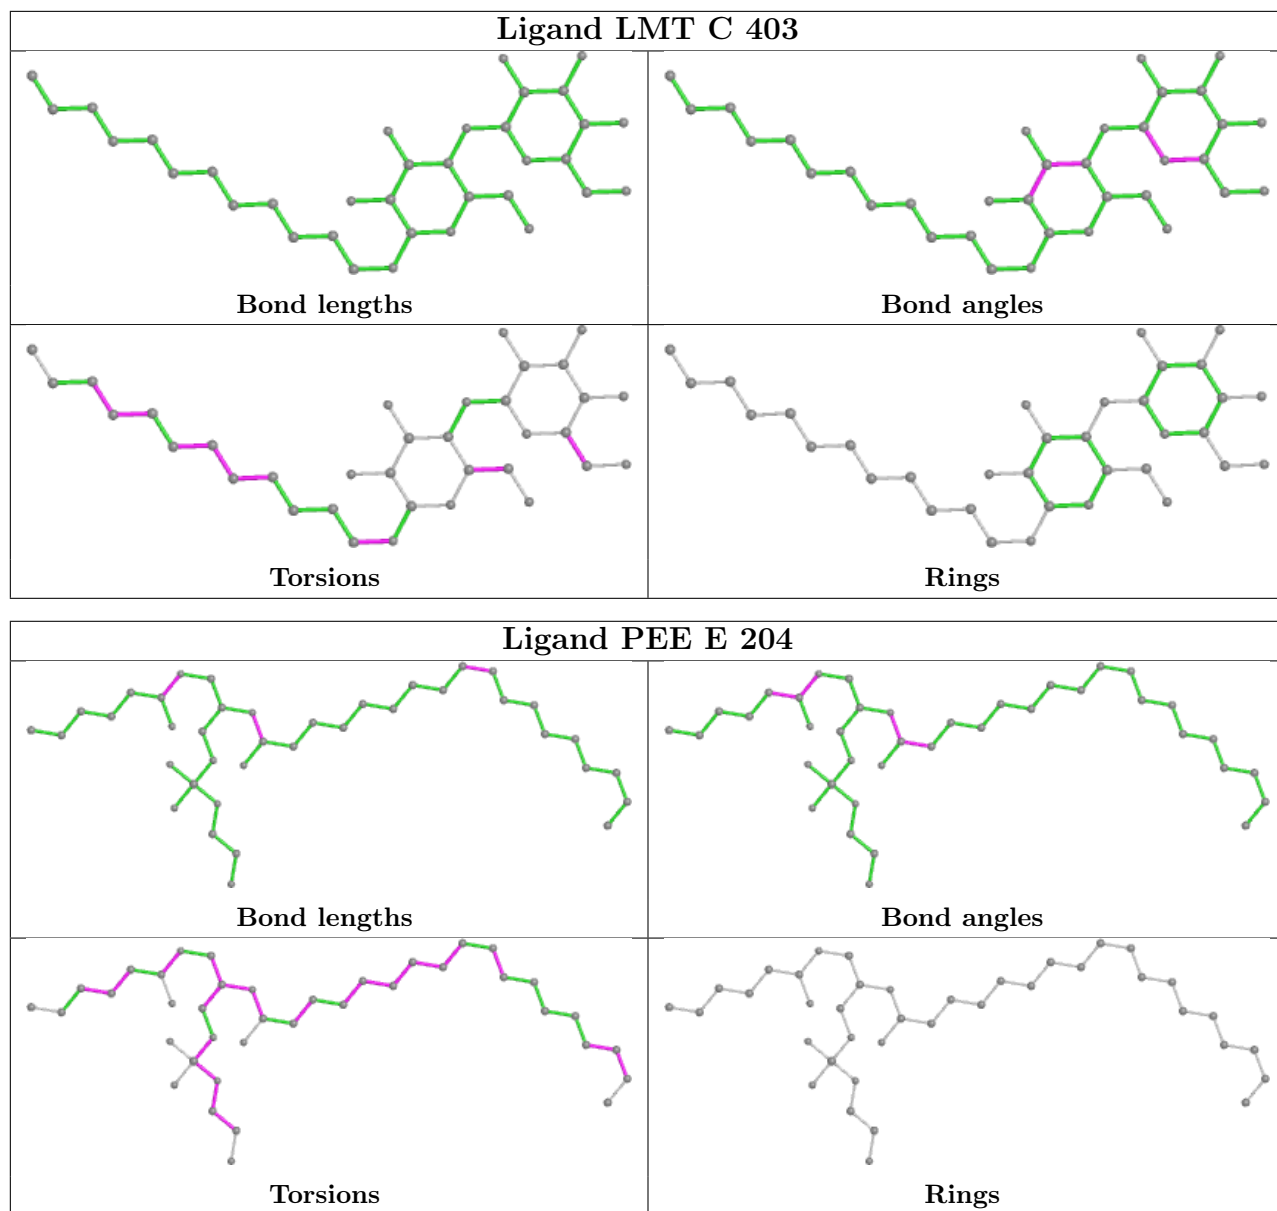 Ligand LMT C 403
Bond lengths
Bond angles
Torsions
Rings
Ligand PEE E 204
Bond lengths
Bond angles
Torsions
Rings